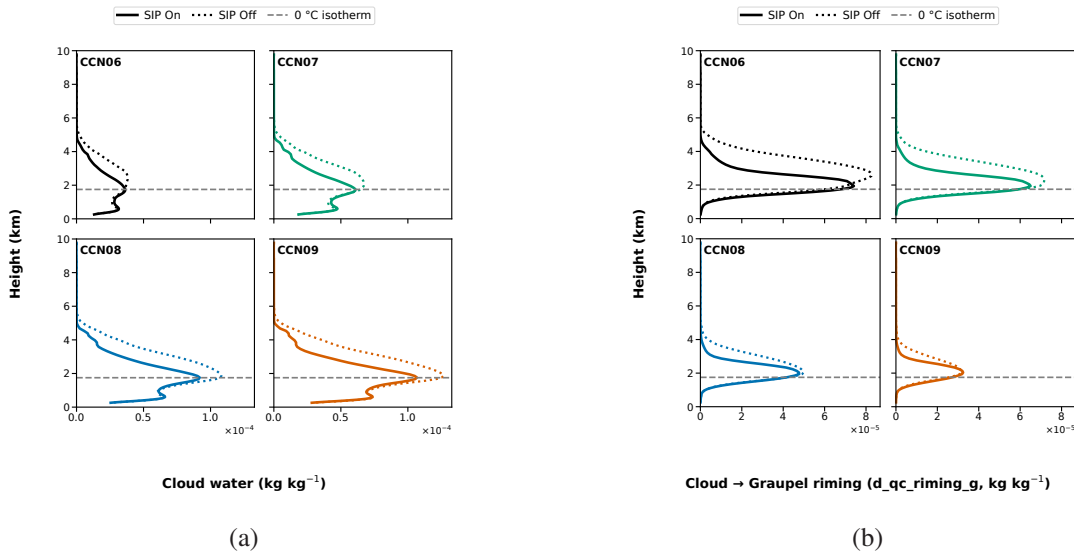 SIP On SIP Off 0 °C isotherm
CCN06 CCN07
10
8
6
4
2
0
CCN08 CCN09
10
8
6
4
2
0
0.0 0.5 1.0 0.0 0.5 1.0
×10⁻⁴ ×10⁻⁴
Height (km)
Cloud water (kg kg⁻¹)
(a)
SIP On SIP Off 0 °C isotherm
CCN06 CCN07
10
8
6
4
2
0
CCN08 CCN09
10
8
6
4
2
0
0 2 4 6 8 0 2 4 6 8
×10⁻⁵ ×10⁻⁵
Height (km)
Cloud → Graupel riming (d_qc_riming_g, kg kg⁻¹)
(b)